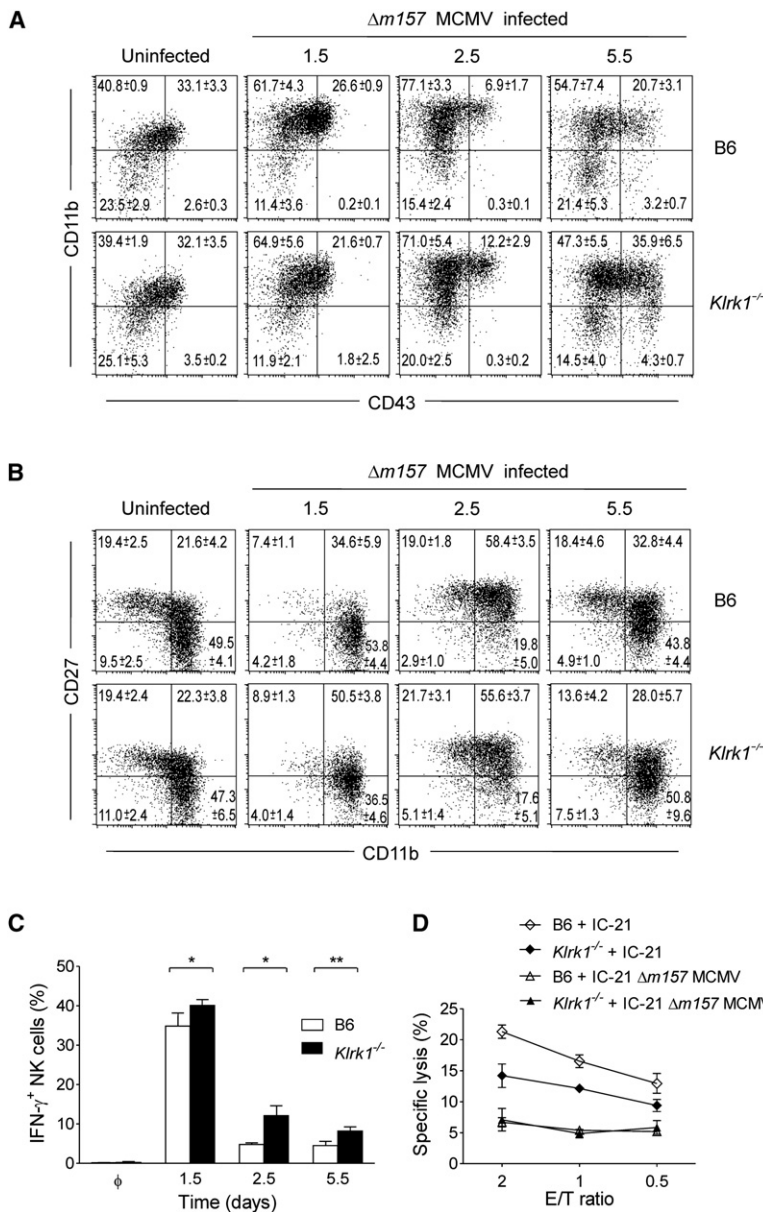 A
Δm157 MCMV infected
Uninfected 1.5 2.5 5.5
40.8±0.9 33.1±3.3 61.7±4.3 26.6±0.9 77.1±3.3 6.9±1.7 54.7±7.4 20.7±3.1
B6
23.5±2.9 2.6±0.3 11.4±3.6 0.2±0.1 15.4±2.4 0.3±0.1 21.4±5.3 3.2±0.7
CD11b
39.4±1.9 32.1±3.5 64.9±5.6 21.6±0.7 71.0±5.4 12.2±2.9 47.3±5.5 35.9±6.5
Klrk1-/-
25.1±5.3 3.5±0.2 11.9±2.1 1.8±2.5 20.0±2.5 0.3±0.2 14.5±4.0 4.3±0.7
CD43
B
Δm157 MCMV infected
Uninfected 1.5 2.5 5.5
19.4±2.5 21.6±4.2 7.4±1.1 34.6±5.9 19.0±1.8 58.4±3.5 18.4±4.6 32.8±4.4
B6
49.5 53.8 19.8 43.8
9.5±2.5 ±4.1 4.2±1.8 ±4.4 2.9±1.0 ±5.0 4.9±1.0 ±4.4
CD27
19.4±2.4 22.3±3.8 8.9±1.3 50.5±3.8 21.7±3.1 55.6±3.7 13.6±4.2 28.0±5.7
Klrk1-/-
47.3 36.5 17.6 50.8
11.0±2.4 ±6.5 4.0±1.4 ±4.6 5.1±1.4 ±5.1 7.5±1.3 ±9.6
CD11b
C
IFN-γ+ NK cells (%)
50
40
30
20
10
0
* * **
B6
Klrk1-/-
ϕ 1.5 2.5 5.5
Time (days)
D
B6 + IC-21
Klrk1-/- + IC-21
B6 + IC-21 Δm157 MCMV
Klrk1-/- + IC-21 Δm157 MCM
Specific lysis (%)
25
20
15
10
5
0
2 1 0.5
E/T ratio